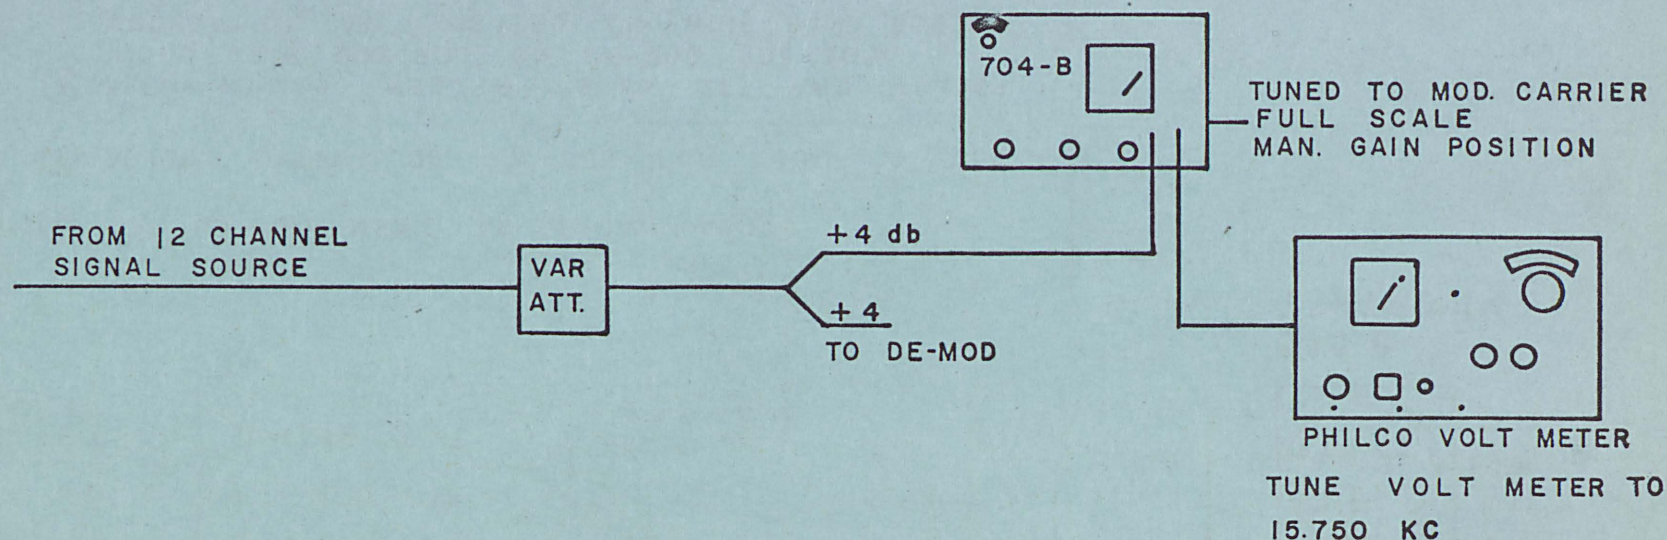 704-B
TUNED TO MOD. CARRIER
FULL SCALE
MAN. GAIN POSITION
FROM 12 CHANNEL
SIGNAL SOURCE
VAR
ATT.
+4 db
+4
TO DE-MOD
PHILCO VOLT METER
TUNE VOLT METER TO
15.750 KC